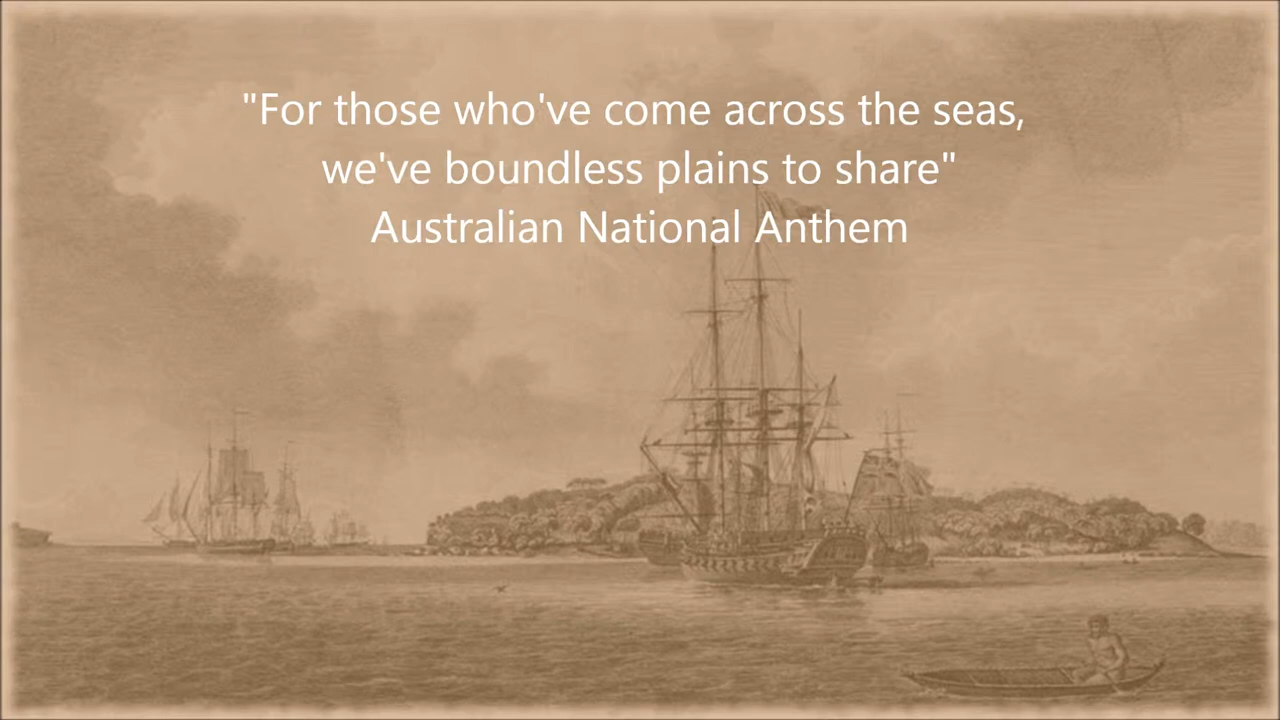 "For those who've come across the seas,
we've boundless plains to share"
Australian National Anthem